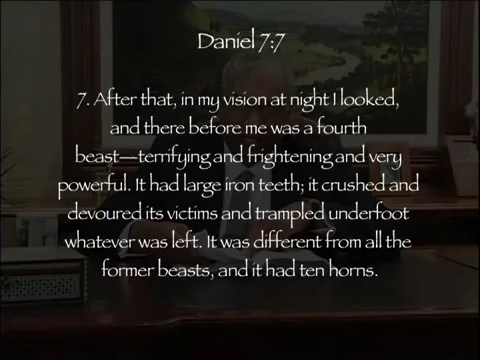 Daniel 7:7
7. After that, in my vision at night I looked,
and there before me was a fourth
beast—terrifying and frightening and very
powerful. It had large iron teeth; it crushed and
devoured its victims and trampled underfoot
whatever was left. It was different from all the
former beasts, and it had ten horns.